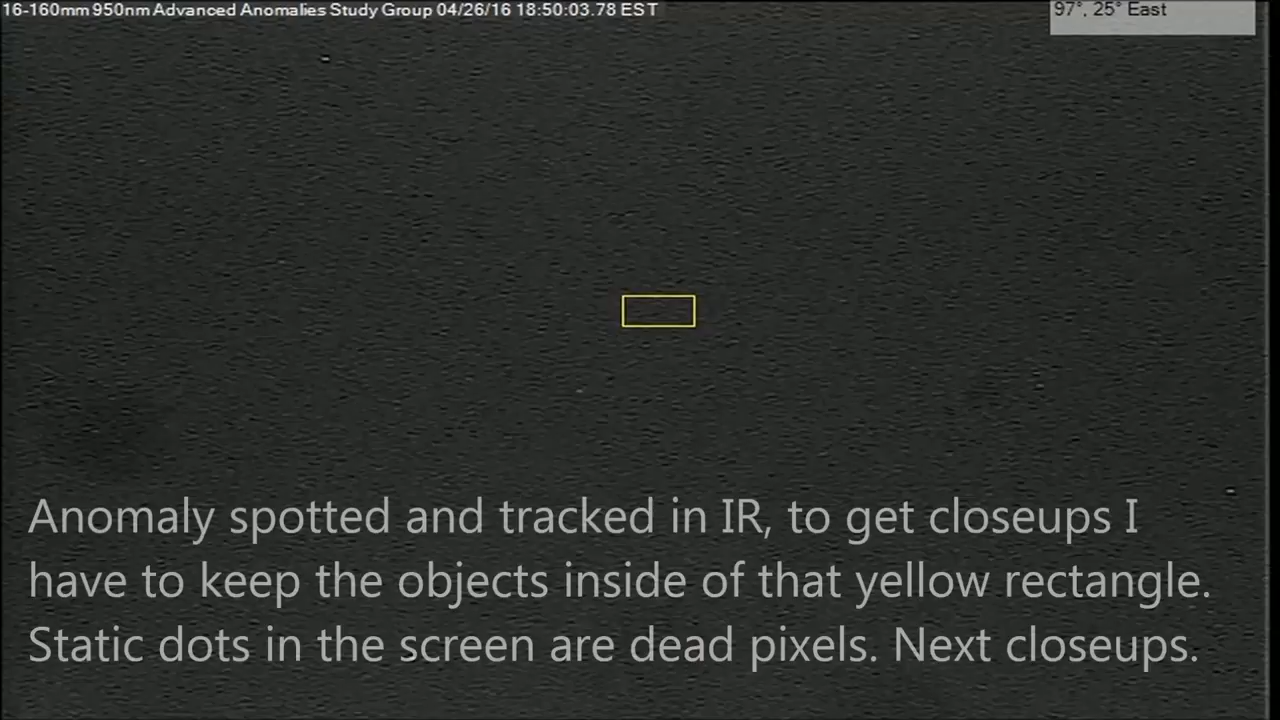 16-160mm 950nm Advanced Anomalies Study Group 04/26/16 18:50:03.78 EST
97°, 25° East
Anomaly spotted and tracked in IR, to get closeups I
have to keep the objects inside of that yellow rectangle.
Static dots in the screen are dead pixels. Next closeups.